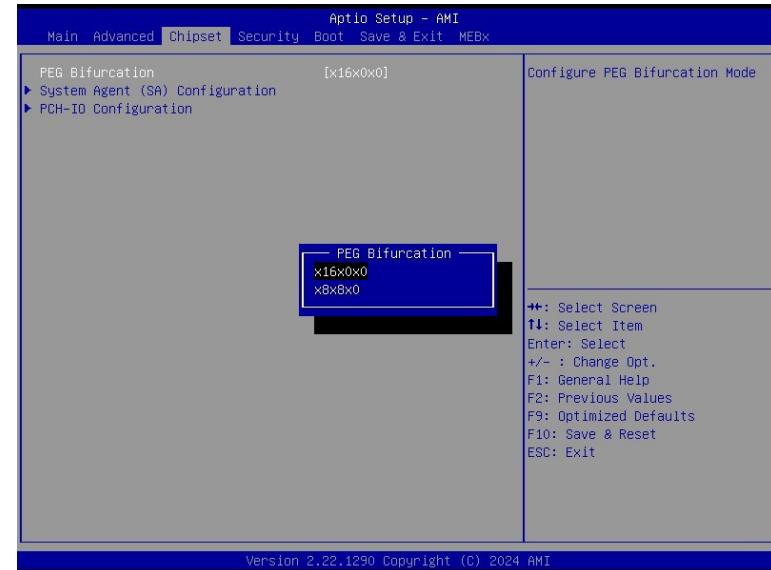 Aptio Setup – AMI
Main Advanced Chipset Security Boot Save & Exit MEBx
PEG Bifurcation [x16x0x0]
▶ System Agent (SA) Configuration
▶ PCH-IO Configuration
Configure PEG Bifurcation Mode
PEG Bifurcation
x16x0x0
x8x8x0
→←: Select Screen
↑↓: Select Item
Enter: Select
+/- : Change Opt.
F1: General Help
F2: Previous Values
F9: Optimized Defaults
F10: Save & Reset
ESC: Exit
Version 2.22.1290 Copyright (C) 2024 AMI